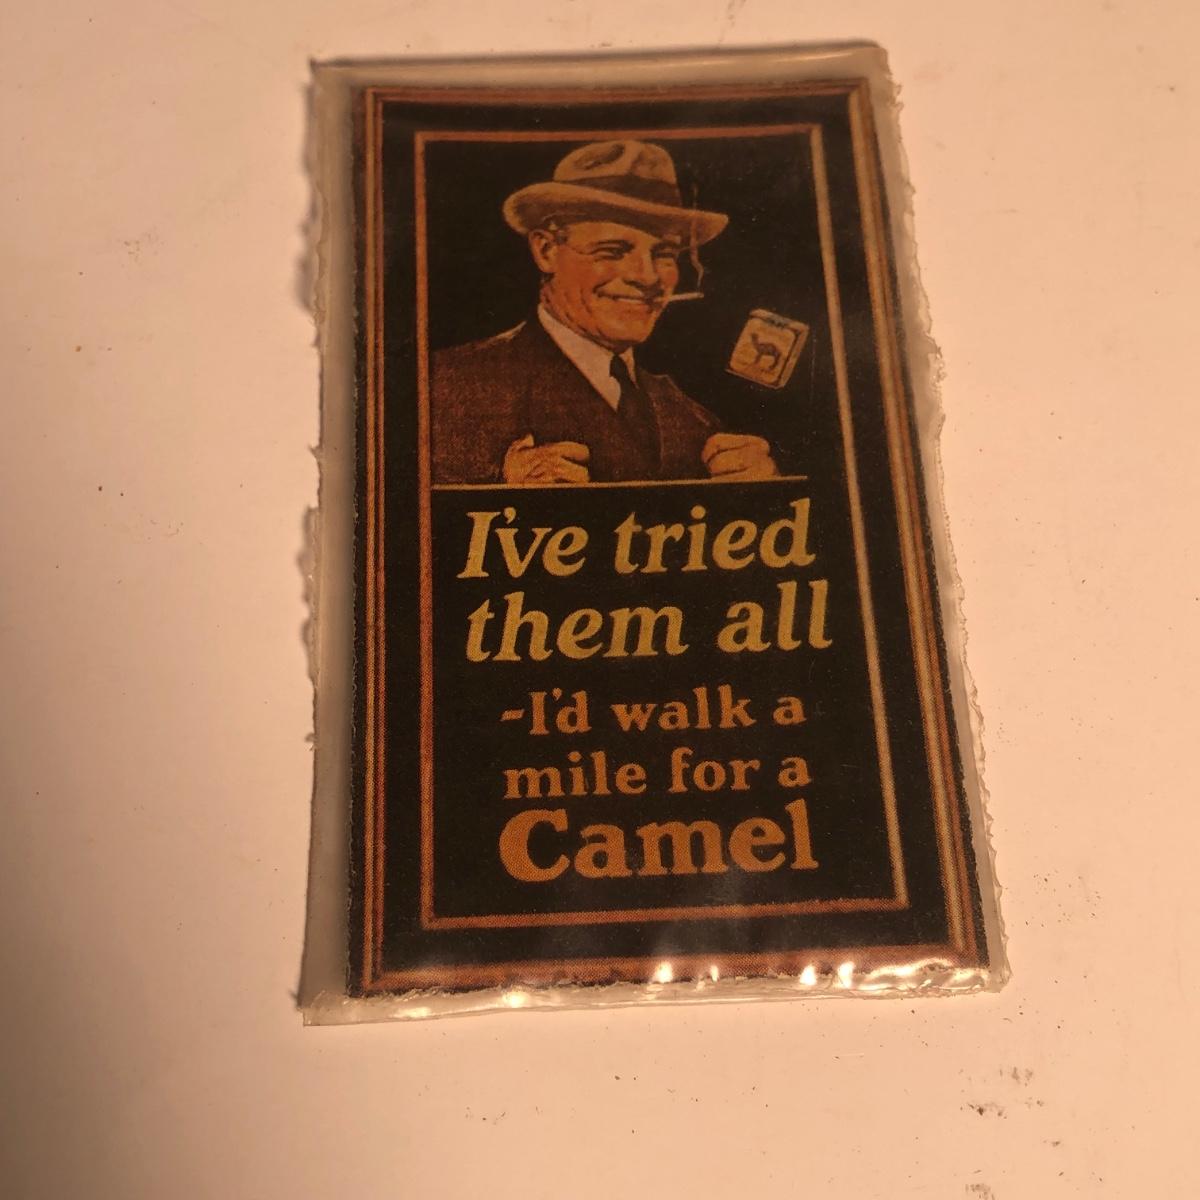 I've tried
them all
-I'd walk a
mile for a
Camel